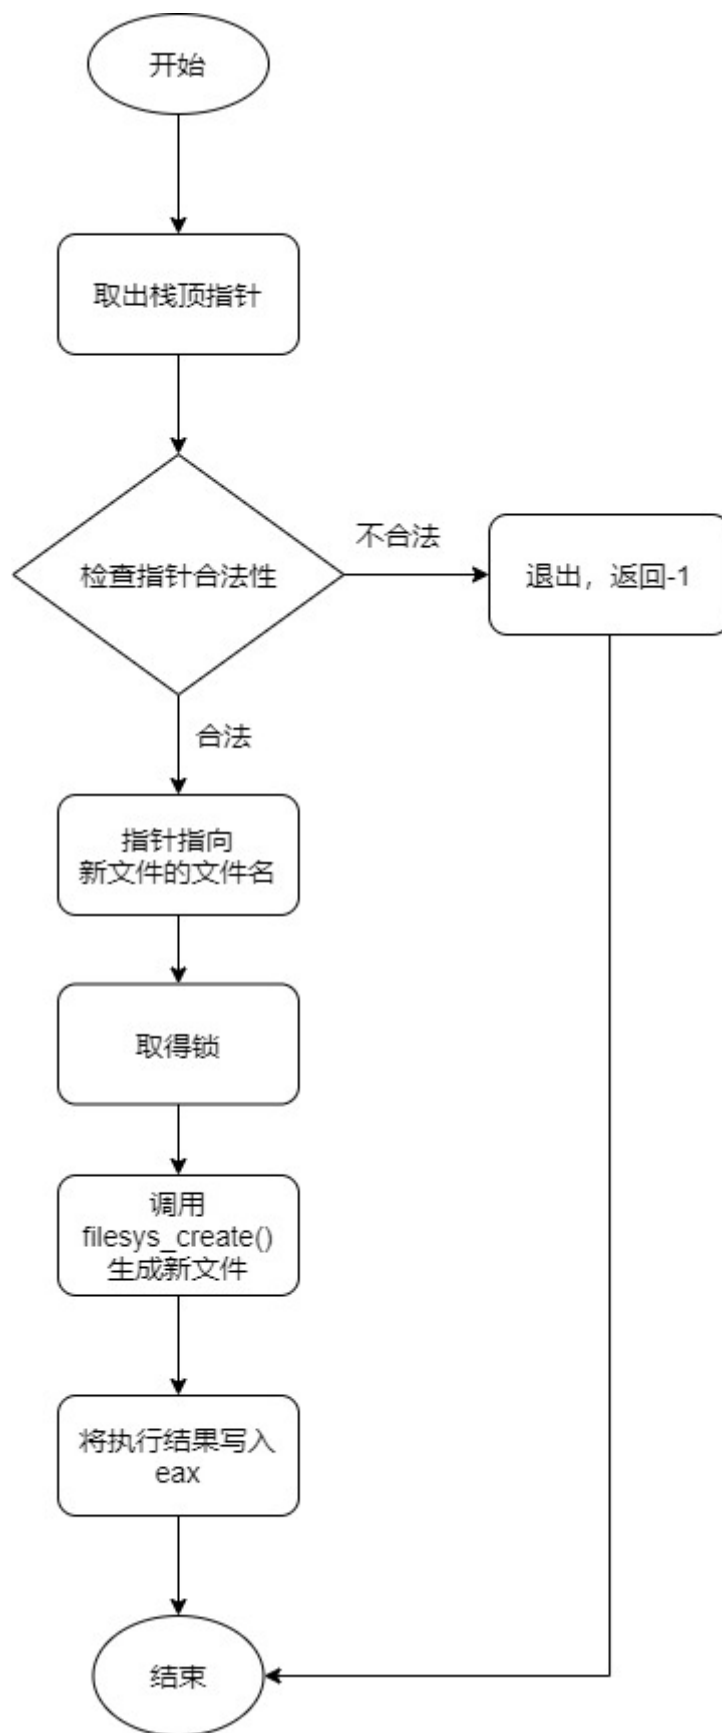 开始
取出栈顶指针
检查指针合法性
不合法
退出，返回-1
合法
指针指向
新文件的文件名
取得锁
调用
filesys_create()
生成新文件
将执行结果写入
eax
结束